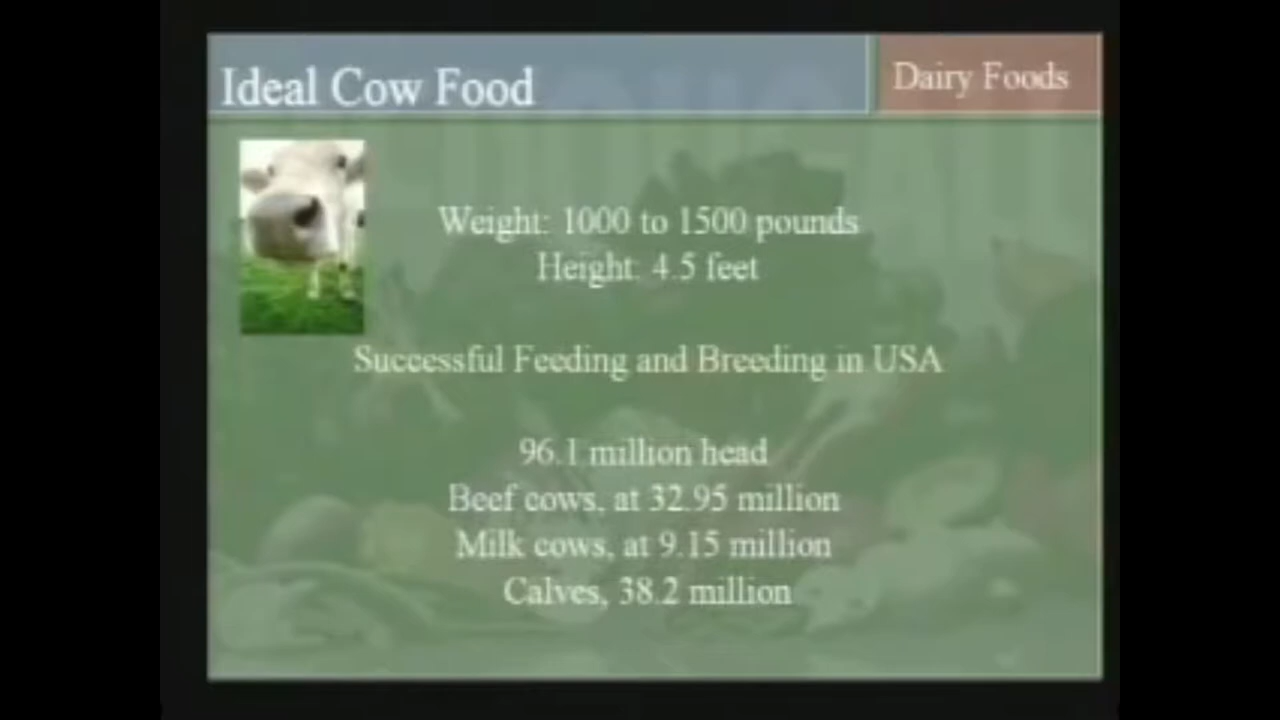 Ideal Cow Food
Dairy Foods
Weight: 1000 to 1500 pounds
Height: 4.5 feet
Successful Feeding and Breeding in USA
96.1 million head
Beef cows, at 32.95 million
Milk cows, at 9.15 million
Calves, 38.2 million